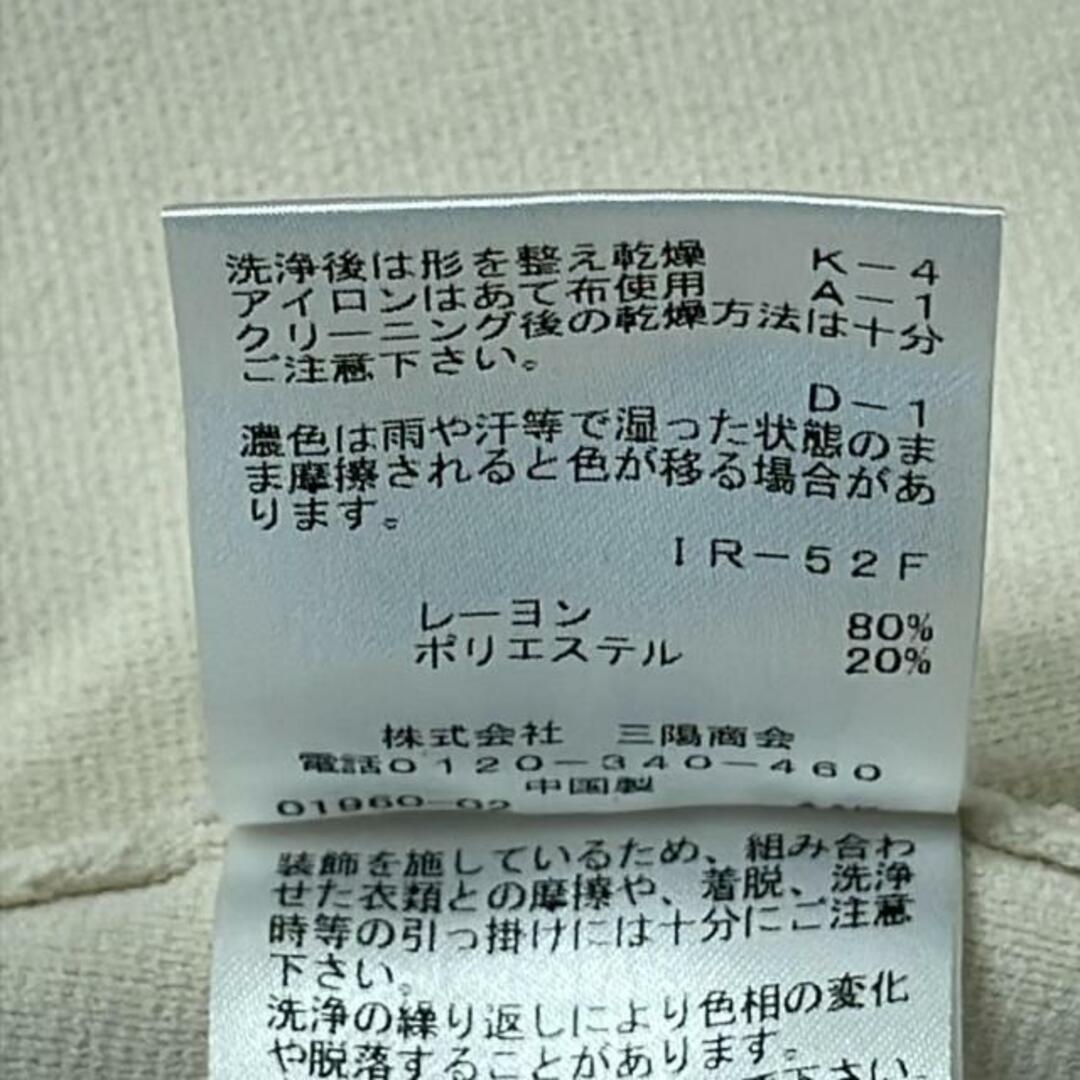 洗浄後は形を整え乾燥 K－4
アイロンはあて布使用 A－1
クリーニング後の乾燥方法は十分
ご注意下さい。
D－1
濃色は雨や汗等で湿った状態のま
ま摩擦されると色が移る場合があ
ります。
IR－52F
レーヨン 80%
ポリエステル 20%
株式会社 三陽商会
電話0120－340－460
中国製
01960-02
装飾を施しているため、組み合わ
せた衣類との摩擦や、着脱、洗浄
時等の引っ掛けには十分にご注意
下さい。
洗浄の繰り返しにより色相の変化
や脱落することがあります。
下さい